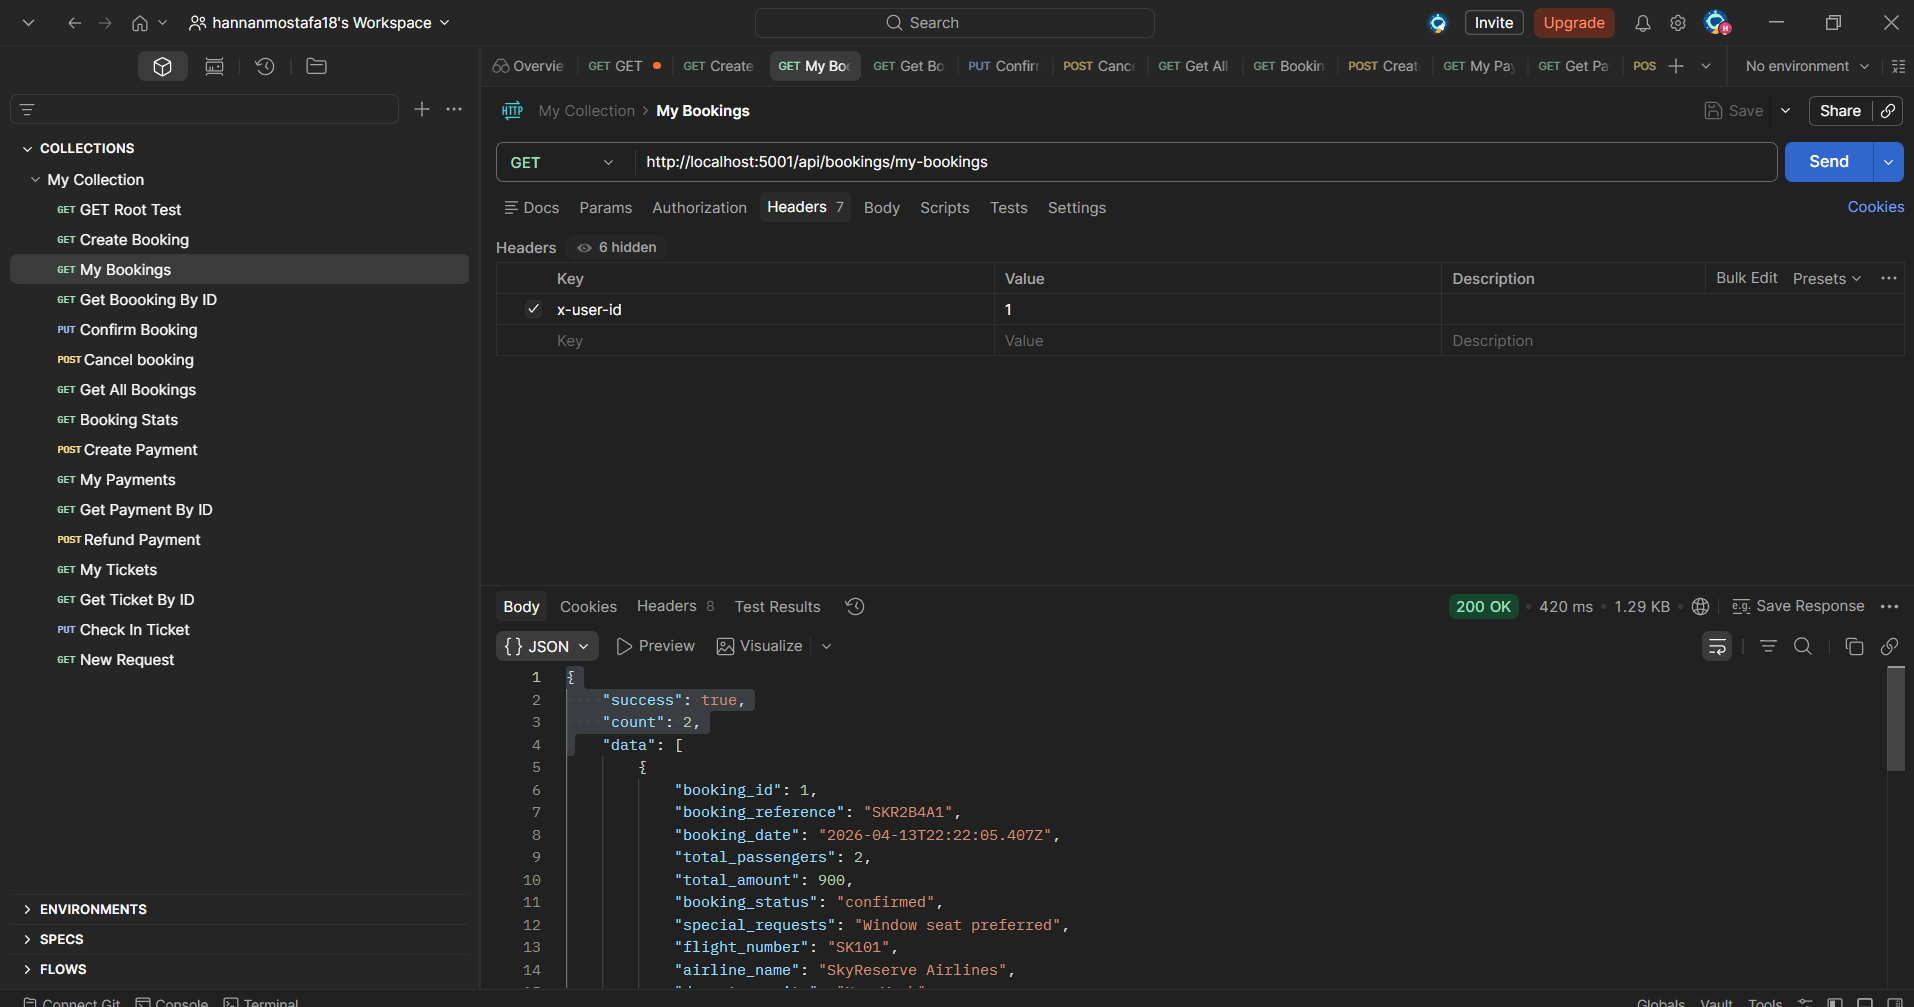 hannanmostafa18's Workspace
Search
Invite
Upgrade
H
Overvie
GET GET
GET Create
GET My Bo
GET Get Bo
PUT Confir
POST Canc
GET Get All
GET Bookin
POST Creat
GET My Pa
GET Get Pa
POS
No environment
HTTP My Collection > My Bookings
Save
Share
COLLECTIONS
My Collection
GET GET Root Test
GET Create Booking
GET My Bookings
GET Get Boooking By ID
PUT Confirm Booking
POST Cancel booking
GET Get All Bookings
GET Booking Stats
POST Create Payment
GET My Payments
GET Get Payment By ID
POST Refund Payment
GET My Tickets
GET Get Ticket By ID
PUT Check In Ticket
GET New Request
ENVIRONMENTS
SPECS
FLOWS
GET http://localhost:5001/api/bookings/my-bookings Send
Docs Params Authorization Headers 7 Body Scripts Tests Settings Cookies
Headers 6 hidden
Key Value Description Bulk Edit Presets
x-user-id 1
Key Value Description
Body Cookies Headers 8 Test Results 200 OK • 420 ms • 1.29 KB • e.g. Save Response
{} JSON Preview Visualize
1 {
2 "success": true,
3 "count": 2,
4 "data": [
5 {
6 "booking_id": 1,
7 "booking_reference": "SKR2B4A1",
8 "booking_date": "2026-04-13T22:22:05.407Z",
9 "total_passengers": 2,
10 "total_amount": 900,
11 "booking_status": "confirmed",
12 "special_requests": "Window seat preferred",
13 "flight_number": "SK101",
14 "airline_name": "SkyReserve Airlines",
Connect Git Console Terminal
Globals Vault Tools